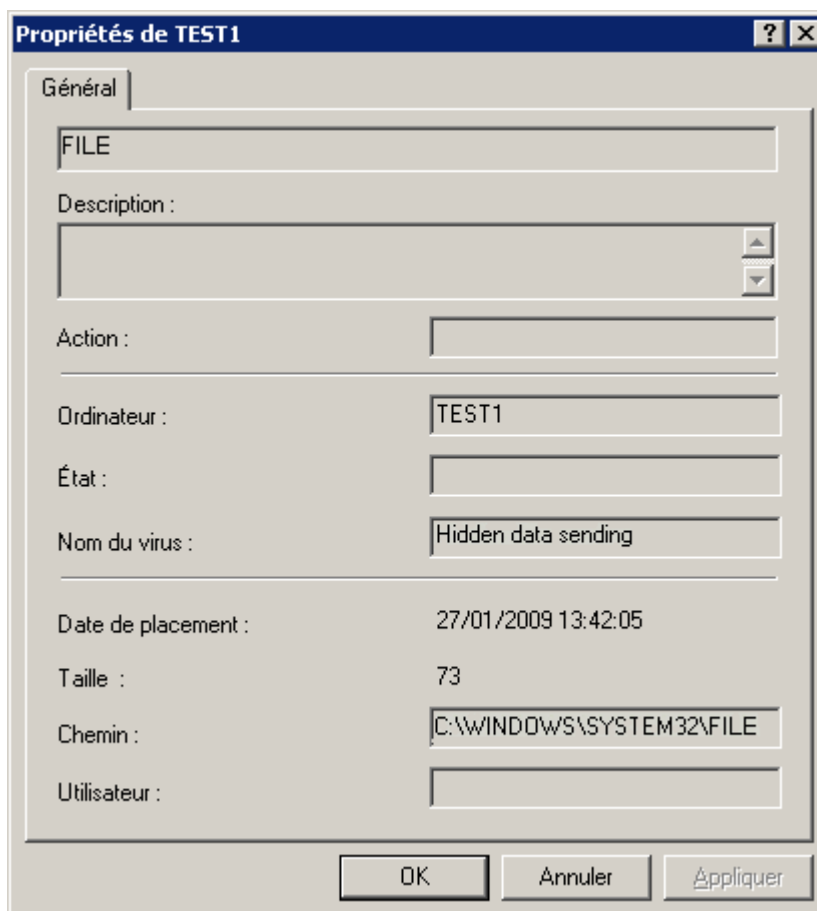 Propriétés de TEST1
Général
FILE
Description :
Action :
Ordinateur : TEST1
État :
Nom du virus : Hidden data sending
Date de placement : 27/01/2009 13:42:05
Taille : 73
Chemin : C:\WINDOWS\SYSTEM32\FILE
Utilisateur :
OK Annuler Appliquer